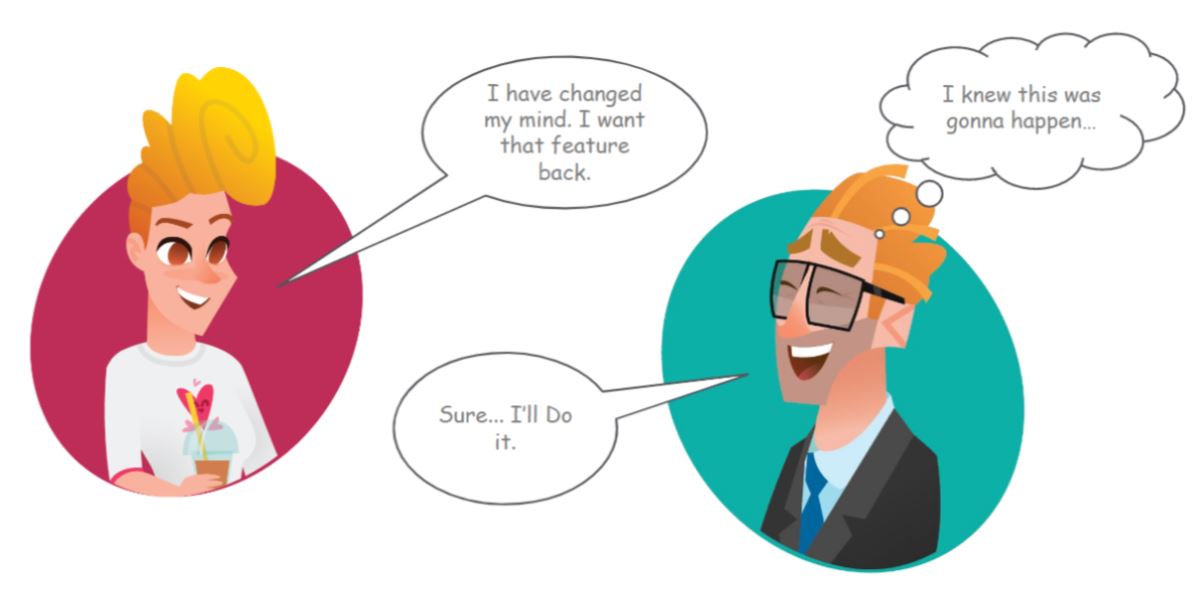 I have changed
my mind. I want
that feature
back.
I knew this was
gonna happen...
Sure... I'll Do
it.